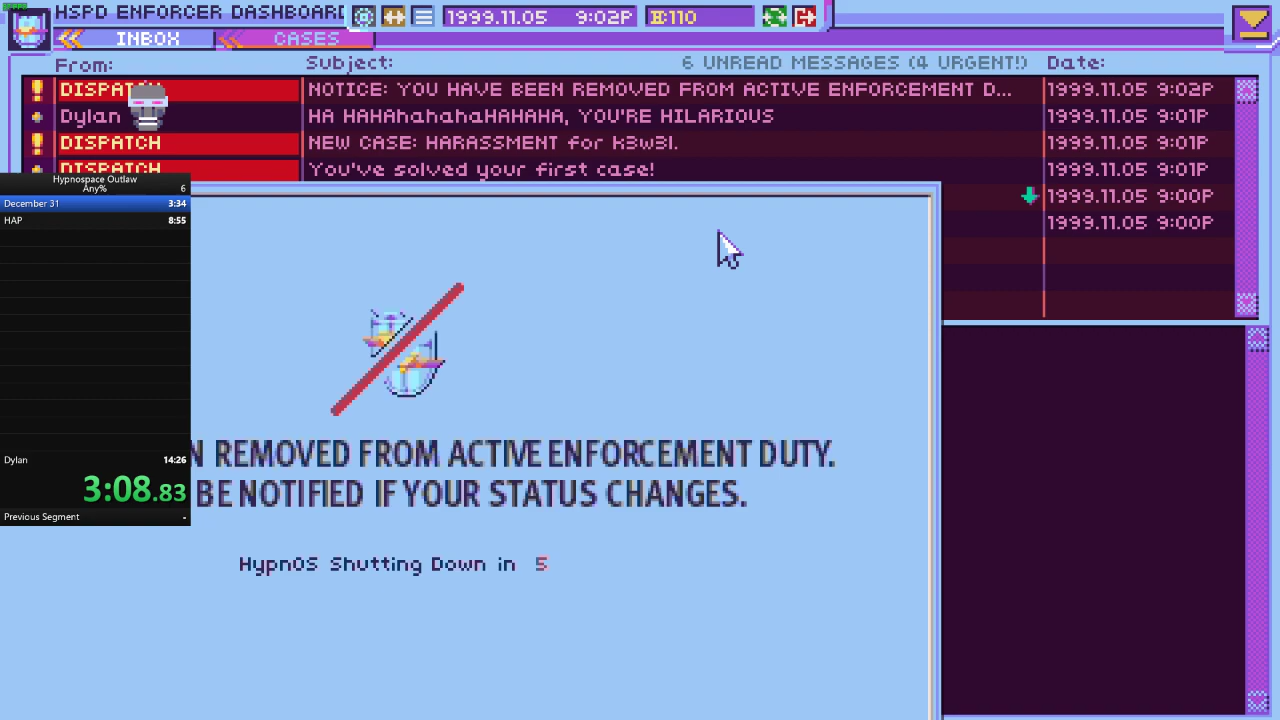 HSPD ENFORCER DASHBOARD
1999.11.05 9:02P
110
INBOX
CASES
From:
Subject:
6 UNREAD MESSAGES (4 URGENT!)
Date:
DISPATCH NOTICE: YOU HAVE BEEN REMOVED FROM ACTIVE ENFORCEMENT D... 1999.11.05 9:02P
Dylan HA HAHAhahahaHAHAHA, YOU'RE HILARIOUS 1999.11.05 9:01P
DISPATCH NEW CASE: HARASSMENT for k3w3l. 1999.11.05 9:01P
DISPATCH You've solved your first case! 1999.11.05 9:01P
1999.11.05 9:00P
1999.11.05 9:00P
Hypnospace Outlaw
Any% 6
December 31 3:34
HAP 8:55
Dylan 14:26
3:08.83
Previous Segment -
N REMOVED FROM ACTIVE ENFORCEMENT DUTY.
BE NOTIFIED IF YOUR STATUS CHANGES.
HypnOS Shutting Down in 5